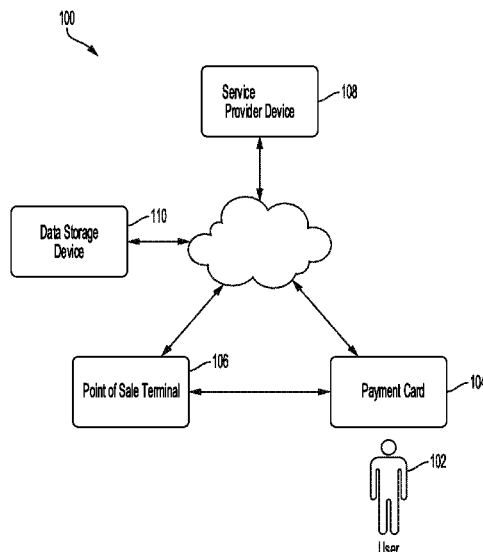 100
Service
Provider Device
108
110
Data Storage
Device
106
Point of Sale Terminal
Payment Card
104
102
User